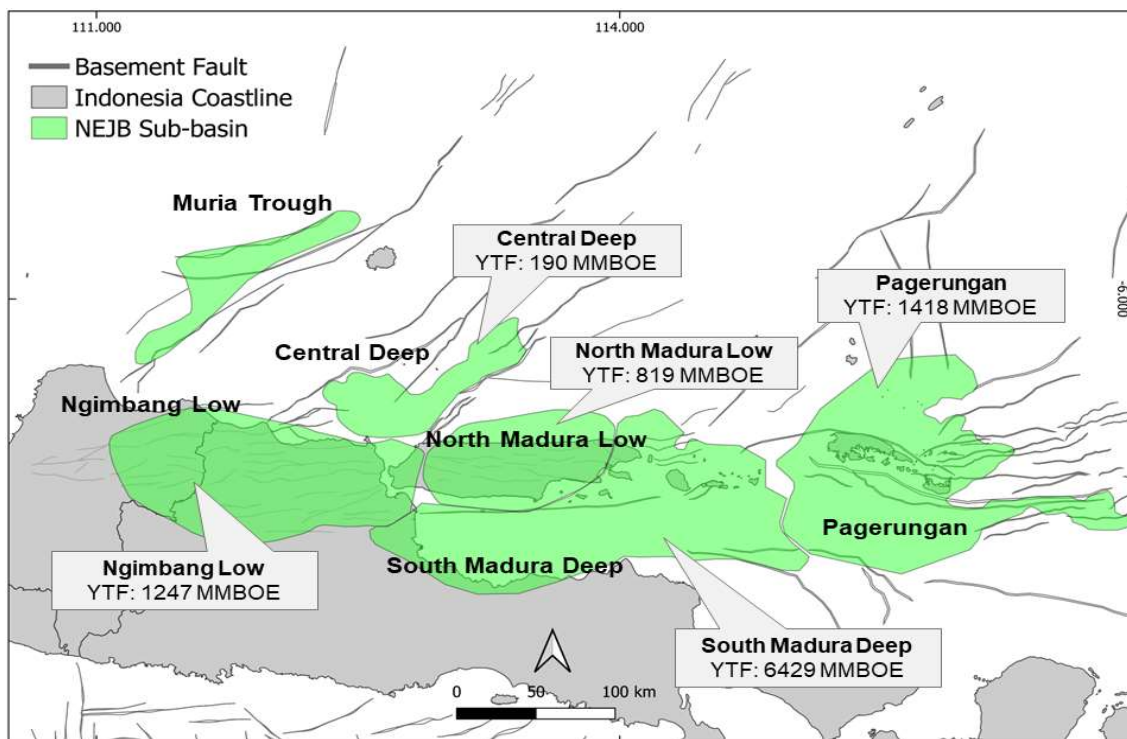 111.000
114.000
Basement Fault
Indonesia Coastline
NEJB Sub-basin
Muria Trough
Central Deep
YTF: 190 MMBOE
Pagerungan
YTF: 1418 MMBOE
-6.000
Central Deep
North Madura Low
YTF: 819 MMBOE
Ngimbang Low
North Madura Low
Pagerungan
South Madura Deep
Ngimbang Low
YTF: 1247 MMBOE
South Madura Deep
YTF: 6429 MMBOE
0 50 100 km